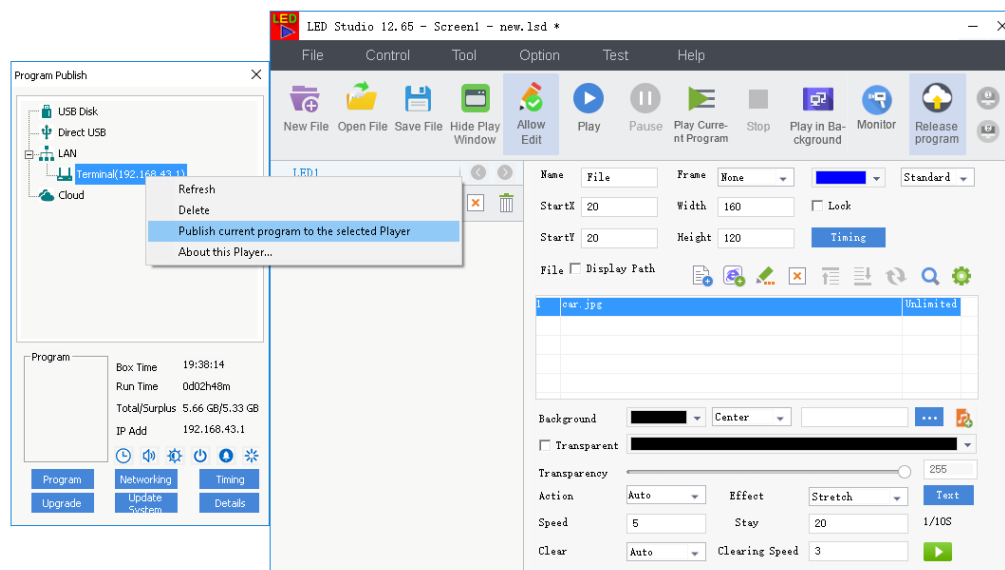 LED
LED Studio 12.65 - Screen1 - new.lsd *
File Control Tool Option Test Help
New File
Open File
Save File
Hide Play
Window
Allow
Edit
Play
Pause
Play Curre-
nt Program
Stop
Play in Ba-
ckground
Monitor
Release
program
Program Publish
USB Disk
Direct USB
LAN
Terminal(192.168.43.1)
Cloud
Refresh
Delete
Publish current program to the selected Player
About this Player...
Program
Box Time 19:38:14
Run Time 0d02h48m
Total/Surplus 5.66 GB/5.33 GB
IP Add 192.168.43.1
Program Networking Timing
Upgrade Update System Details
LED1
Name File Frame None Standard
StartX 20 Width 160 Lock
StartY 20 Height 120 Timing
File Display Path
1 car.jpg Unlimited
Background Center ...
Transparent
Transparency 255
Action Auto Effect Stretch Text
Speed 5 Stay 20 1/10S
Clear Auto Clearing Speed 3